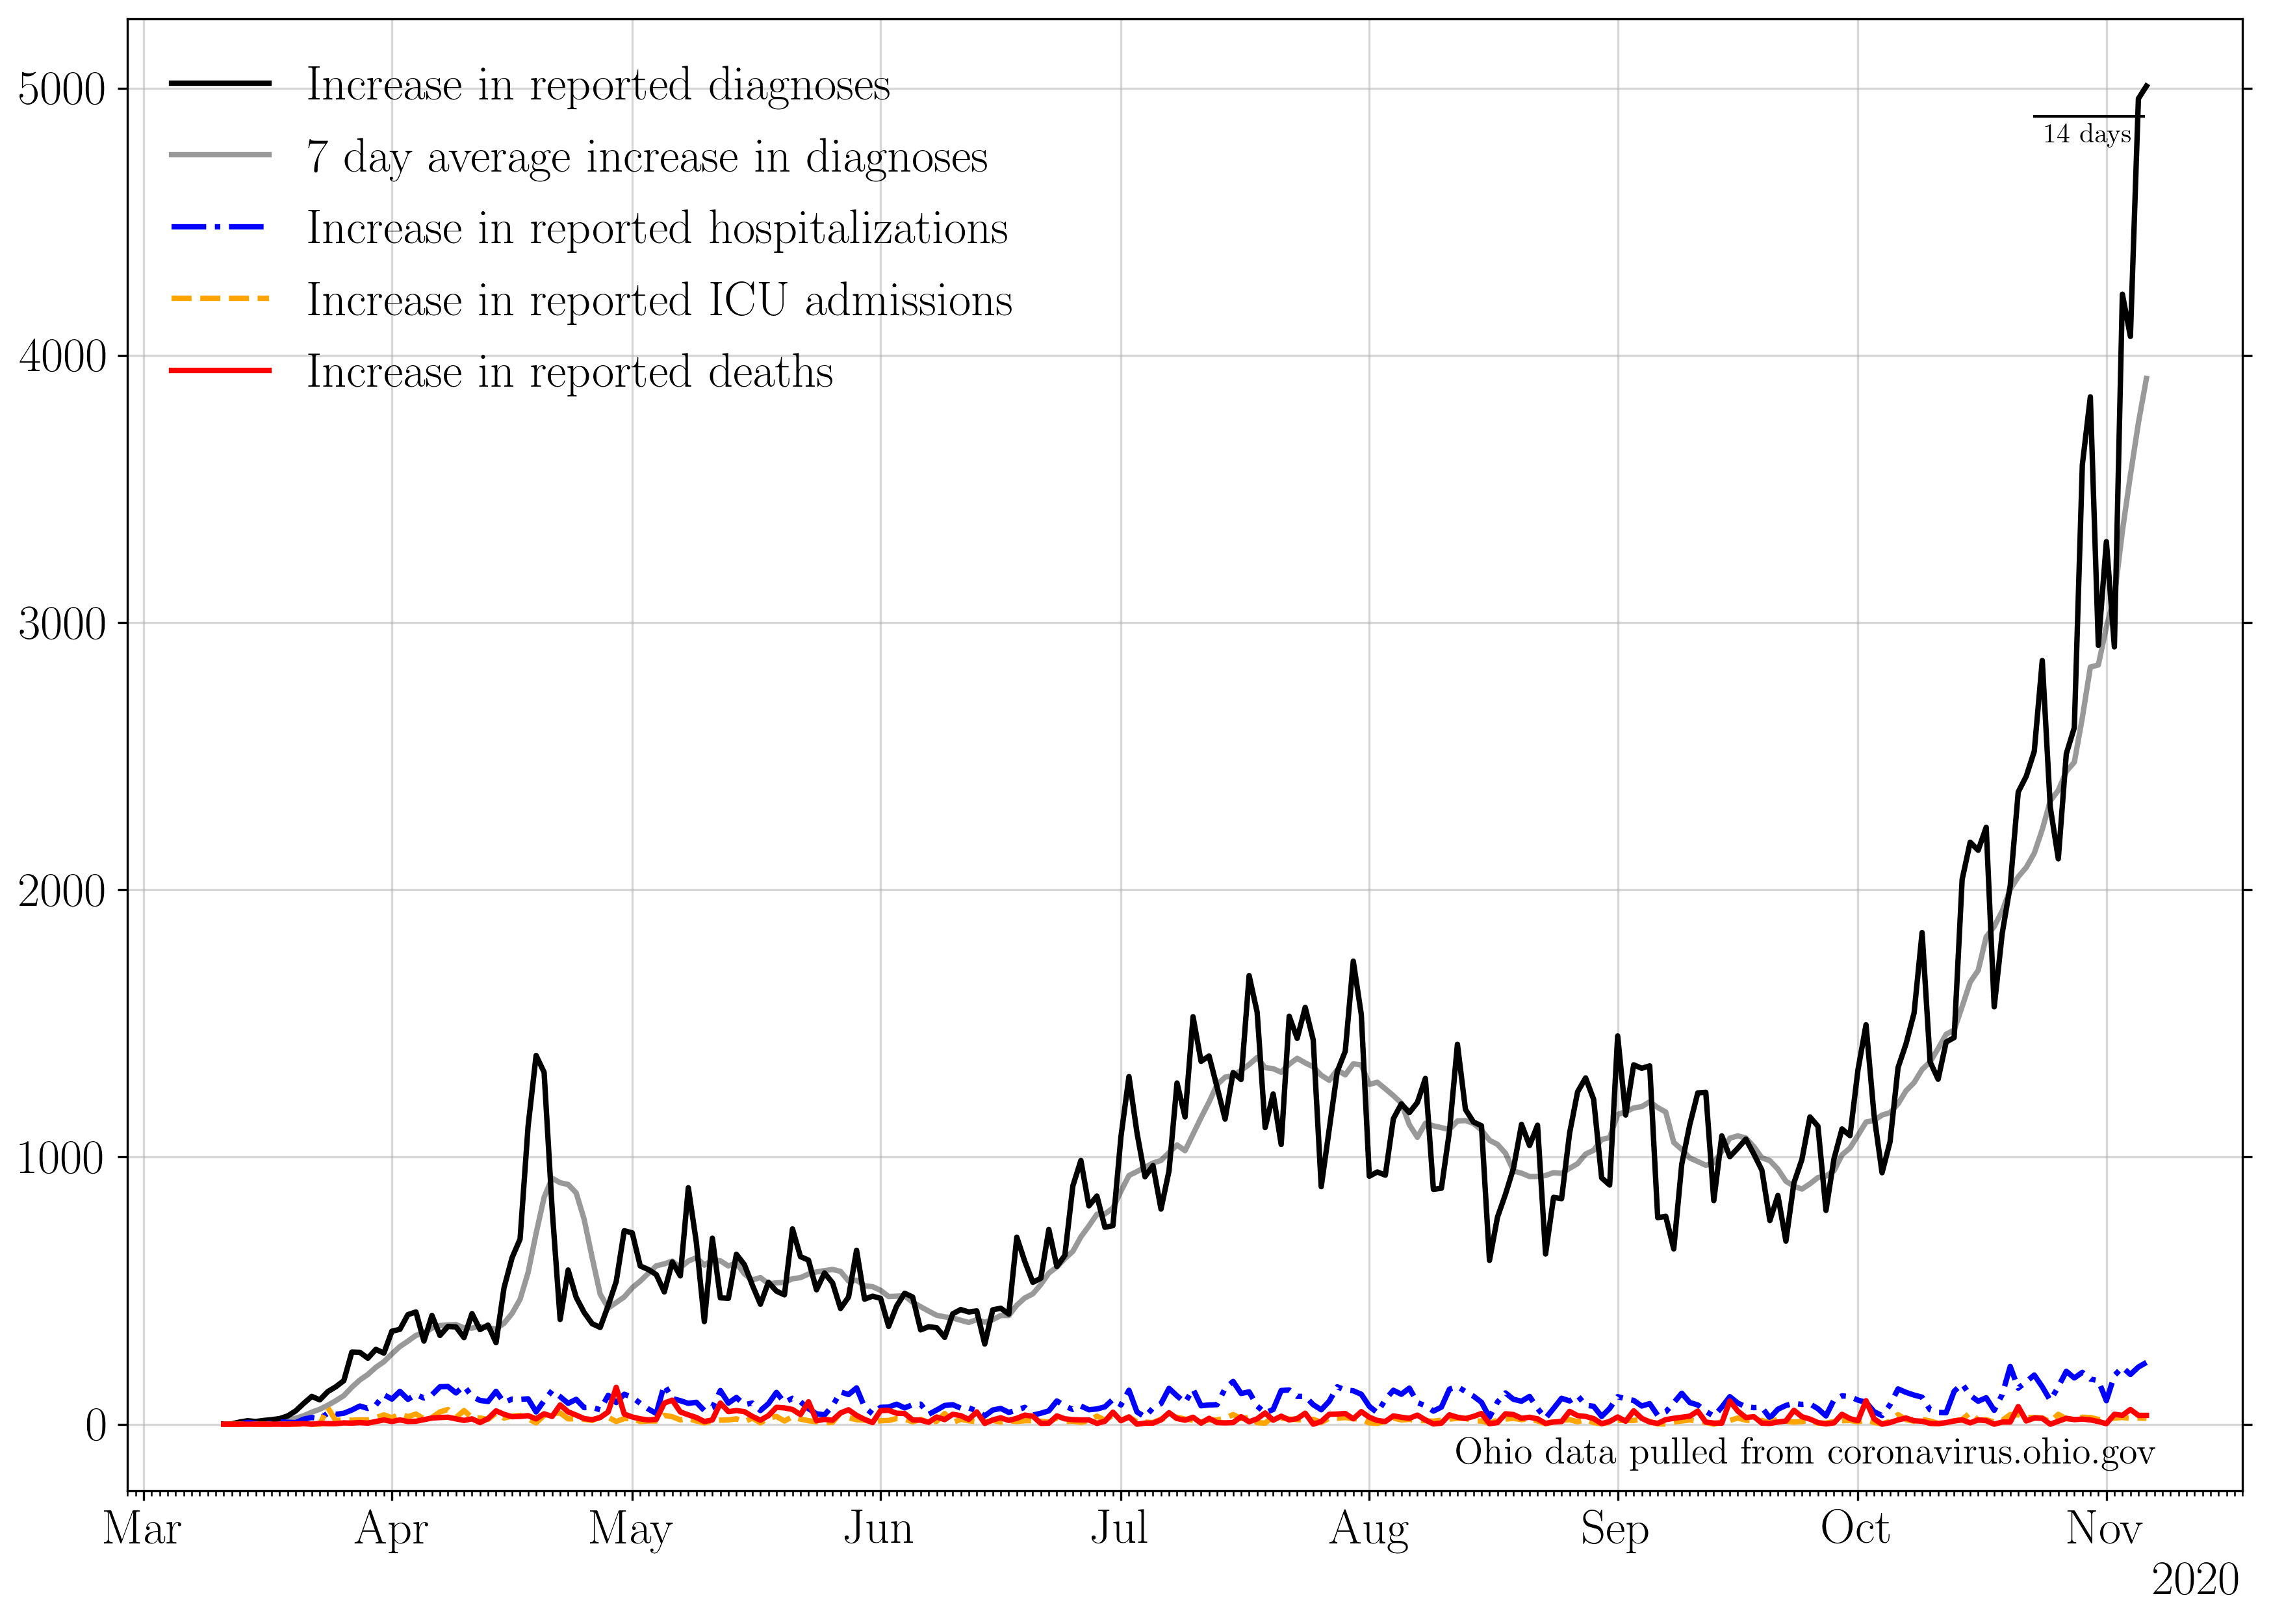 5000
4000
3000
2000
1000
0
Increase in reported diagnoses
7 day average increase in diagnoses
Increase in reported hospitalizations
Increase in reported ICU admissions
Increase in reported deaths
14 days
Ohio data pulled from coronavirus.ohio.gov
Mar Apr May Jun Jul Aug Sep Oct Nov
2020